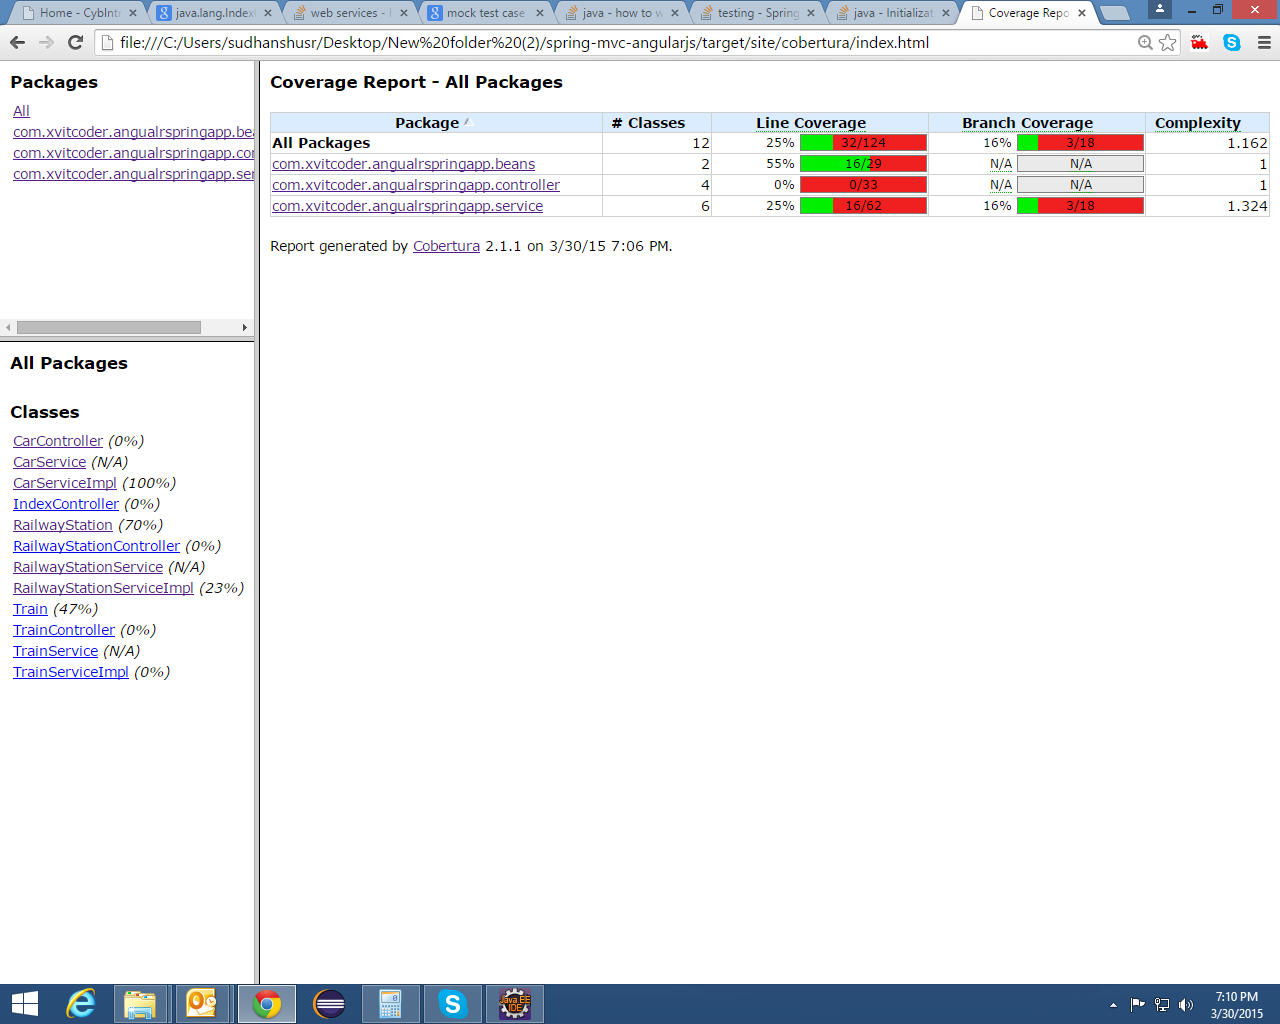 Home - CybInt
java.lang.Index
web services -
mock test case
java - how to w
testing - Spring
java - Initializat
Coverage Repo
file:///C:/Users/sudhanshusr/Desktop/New%20folder%20(2)/spring-mvc-angularjs/target/site/cobertura/index.html
Packages
All
com.xvitcoder.angualrspringapp.bea
com.xvitcoder.angualrspringapp.con
com.xvitcoder.angualrspringapp.ser
All Packages
Classes
CarController (0%)
CarService (N/A)
CarServiceImpl (100%)
IndexController (0%)
RailwayStation (70%)
RailwayStationController (0%)
RailwayStationService (N/A)
RailwayStationServiceImpl (23%)
Train (47%)
TrainController (0%)
TrainService (N/A)
TrainServiceImpl (0%)
Coverage Report - All Packages
Package # Classes Line Coverage Branch Coverage Complexity
All Packages 12 25% 32/124 16% 3/18 1.162
com.xvitcoder.angualrspringapp.beans 2 55% 16/29 N/A N/A 1
com.xvitcoder.angualrspringapp.controller 4 0% 0/33 N/A N/A 1
com.xvitcoder.angualrspringapp.service 6 25% 16/62 16% 3/18 1.324
Report generated by Cobertura 2.1.1 on 3/30/15 7:06 PM.
Java EE
IDE
7:10 PM
3/30/2015